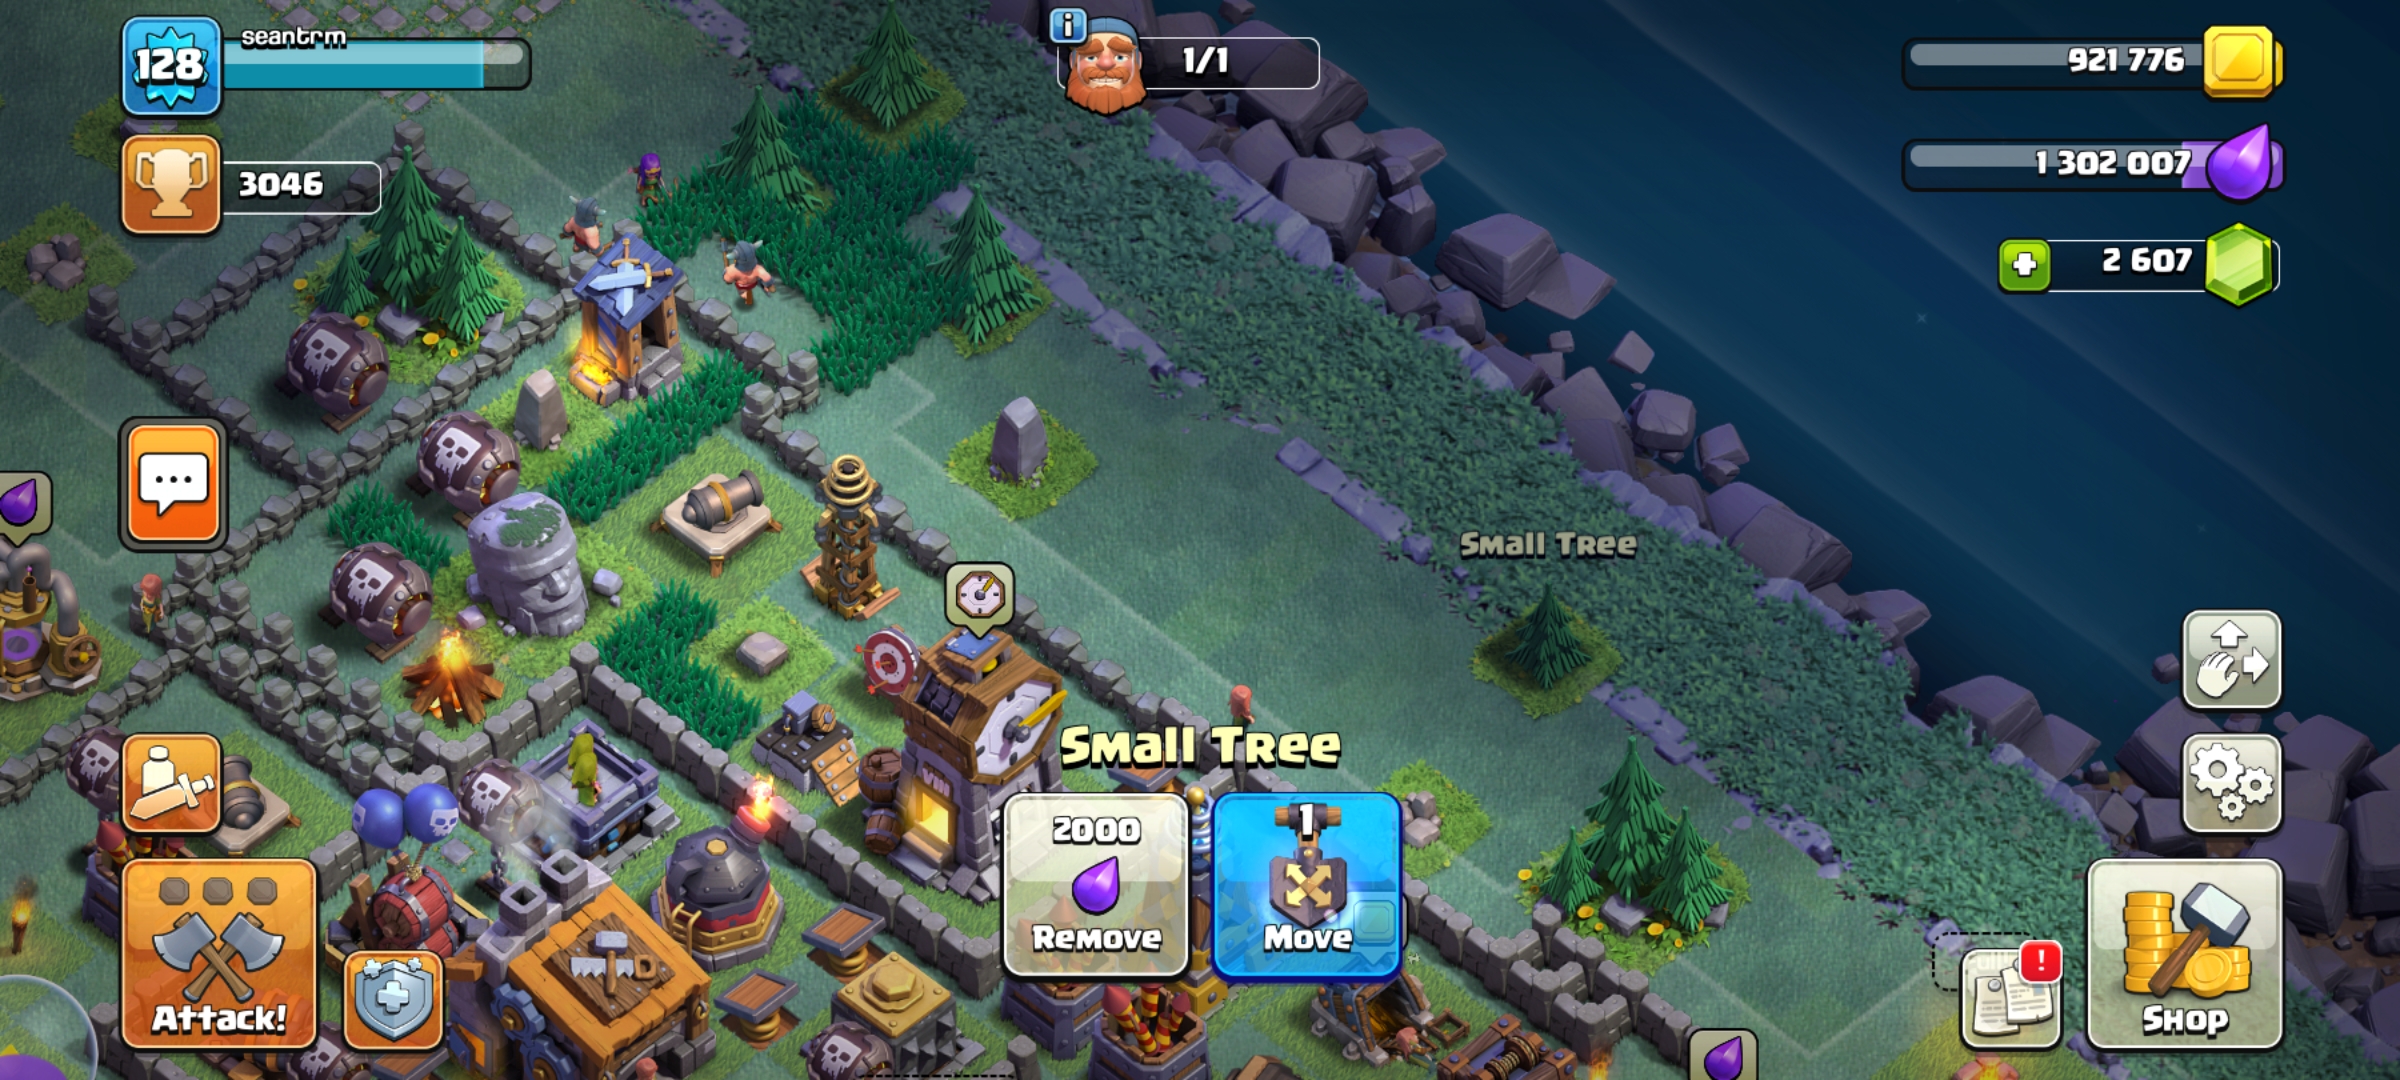 128
seantrm
1/1
921 776
3046
1 302 007
2 607
Small Tree
Small Tree
2000
Remove
1
Move
Attack!
!
Shop